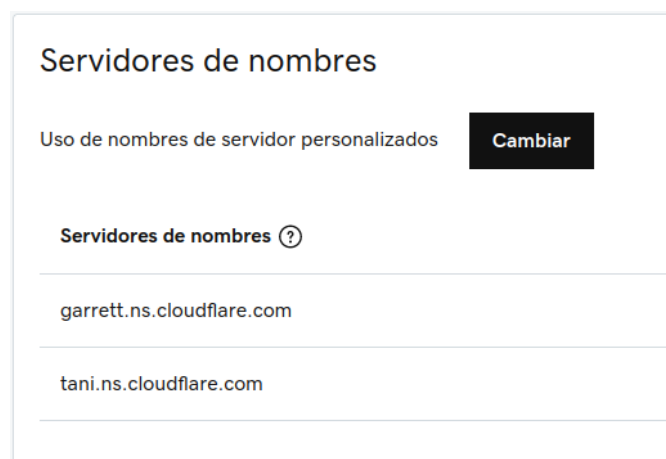 Servidores de nombres
Uso de nombres de servidor personalizados
Cambiar
Servidores de nombres ?
garrett.ns.cloudflare.com
tani.ns.cloudflare.com